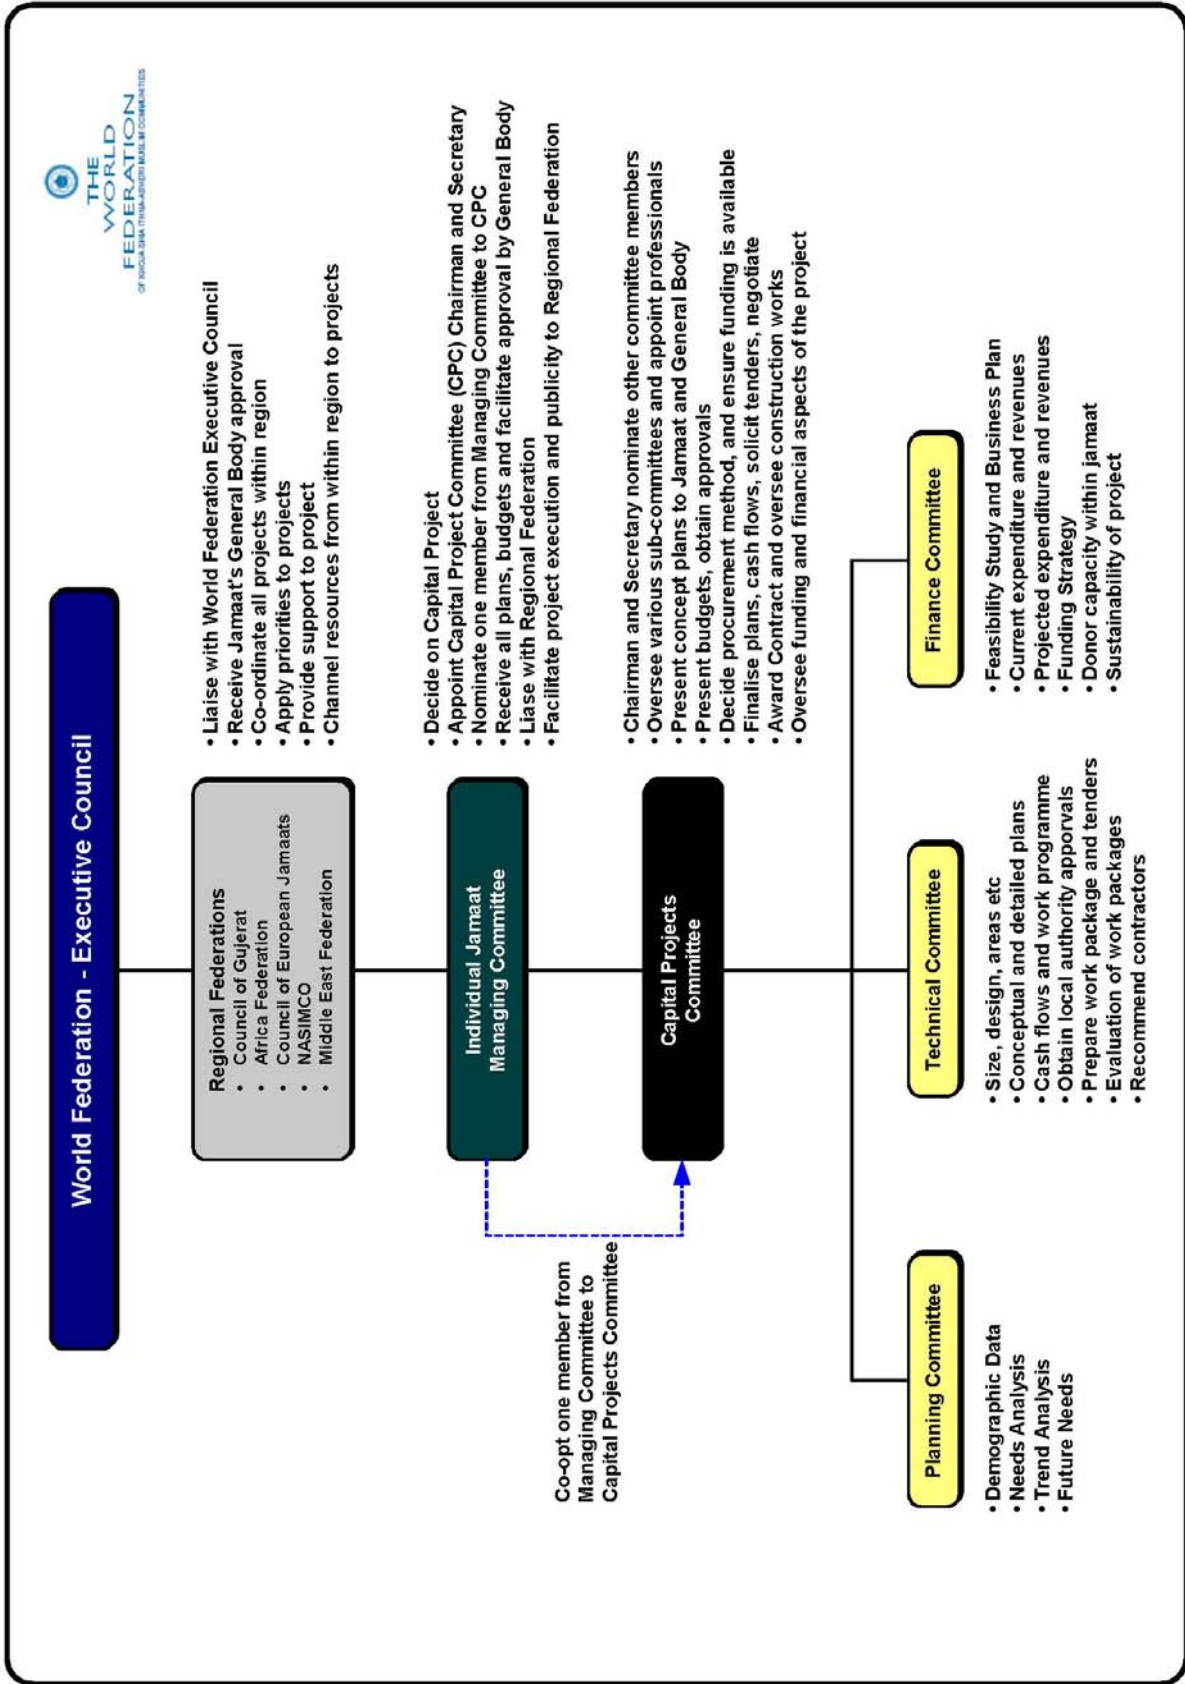 THE
WORLD
FEDERATION
OF KHOJA SHIA ITHNA-ASHERI MUSLIM COMMUNITIES
World Federation - Executive Council
Regional Federations
• Council of Gujerat
• Africa Federation
• Council of European Jamaats
• NASIMCO
• Middle East Federation
• Liaise with World Federation Executive Council
• Receive Jamaat's General Body approval
• Co-ordinate all projects within region
• Apply priorities to projects
• Provide support to project
• Channel resources from within region to projects
Individual Jamaat
Managing Committee
• Decide on Capital Project
• Appoint Capital Project Committee (CPC) Chairman and Secretary
• Nominate one member from Managing Committee to CPC
• Receive all plans, budgets and facilitate approval by General Body
• Liase with Regional Federation
• Facilitate project execution and publicity to Regional Federation
Co-opt one member from
Managing Committee to
Capital Projects Committee
Capital Projects
Committee
• Chairman and Secretary nominate other committee members
• Oversee various sub-committees and appoint professionals
• Present concept plans to Jamaat and General Body
• Present budgets, obtain approvals
• Decide procurement method, and ensure funding is available
• Finalise plans, cash flows, solicit tenders, negotiate
• Award Contract and oversee construction works
• Oversee funding and financial aspects of the project
Planning Committee
• Demographic Data
• Needs Analysis
• Trend Analysis
• Future Needs
Technical Committee
• Size, design, areas etc
• Conceptual and detailed plans
• Cash flows and work programme
• Obtain local authority apporvals
• Prepare work package and tenders
• Evaluation of work packages
• Recommend contractors
Finance Committee
• Feasibility Study and Business Plan
• Current expenditure and revenues
• Projected expenditure and revenues
• Funding Strategy
• Donor capacity within jamaat
• Sustainability of project